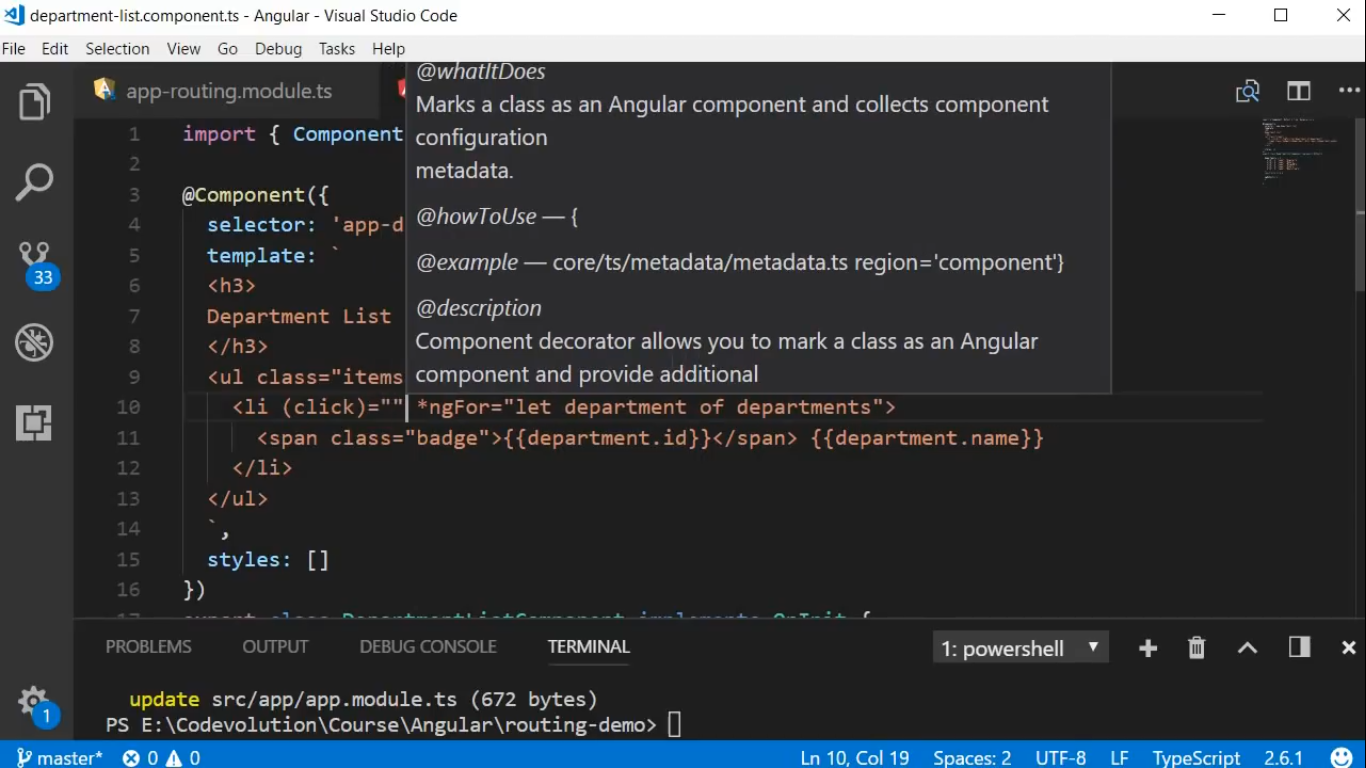 department-list.component.ts - Angular - Visual Studio Code
File Edit Selection View Go Debug Tasks Help
app-routing.module.ts
@whatItDoes
Marks a class as an Angular component and collects component
configuration
metadata.
@howToUse — {
@example — core/ts/metadata/metadata.ts region='component'}
@description
Component decorator allows you to mark a class as an Angular
component and provide additional
1 import { Component
2
3 @Component({
4 selector: 'app-d
5 template: `
6 <h3>
7 Department List
8 </h3>
9 <ul class="items
10 <li (click)="" *ngFor="let department of departments">
11 <span class="badge">{{department.id}}</span> {{department.name}}
12 </li>
13 </ul>
14 `,
15 styles: []
16 })
17 export class DepartmentListComponent implements OnInit {
33
1
PROBLEMS OUTPUT DEBUG CONSOLE TERMINAL 1: powershell
update src/app/app.module.ts (672 bytes)
PS E:\Codevolution\Course\Angular\routing-demo>
master* 0 0 Ln 10, Col 19 Spaces: 2 UTF-8 LF TypeScript 2.6.1